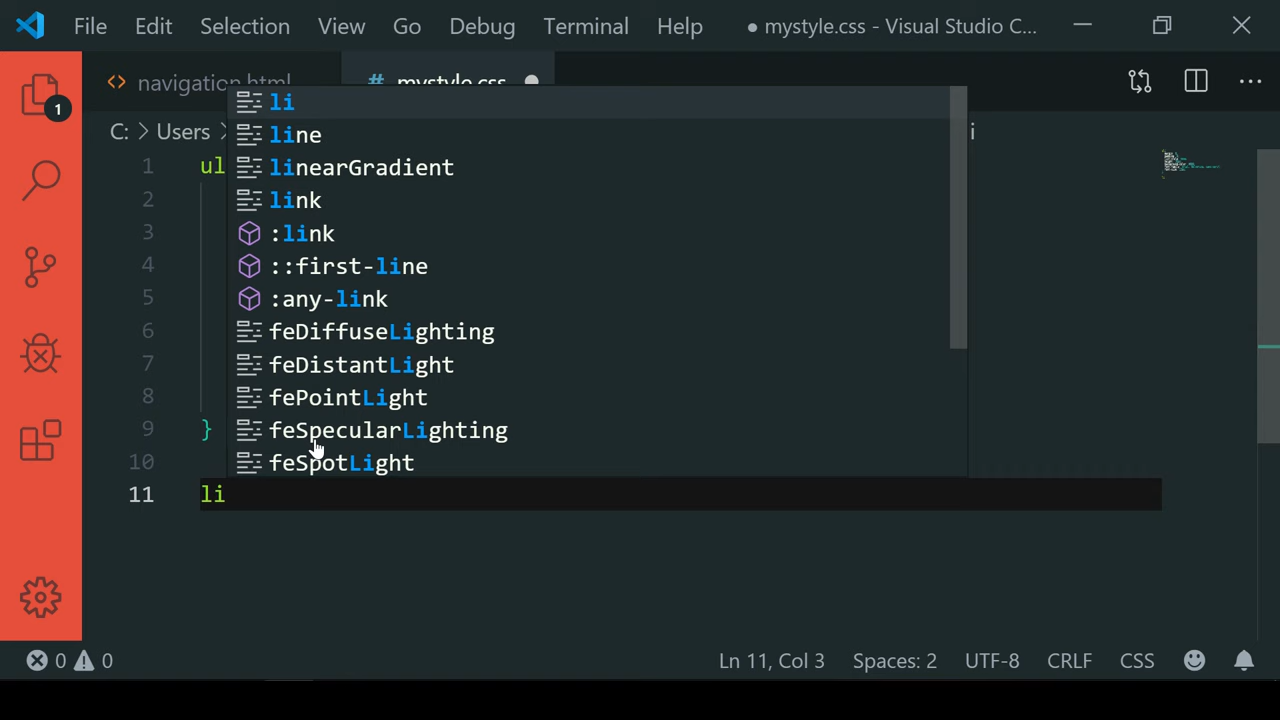 File Edit Selection View Go Debug Terminal Help ● mystyle.css - Visual Studio C...
<> navigation.html # mystyle.css ●
1
C: > Users > i
1 ul
2
3
4
5
6
7
8
9 }
10
11 li
li
line
linearGradient
link
:link
::first-line
:any-link
feDiffuseLighting
feDistantLight
fePointLight
feSpecularLighting
feSpotLight
0 0 Ln 11, Col 3 Spaces: 2 UTF-8 CRLF CSS